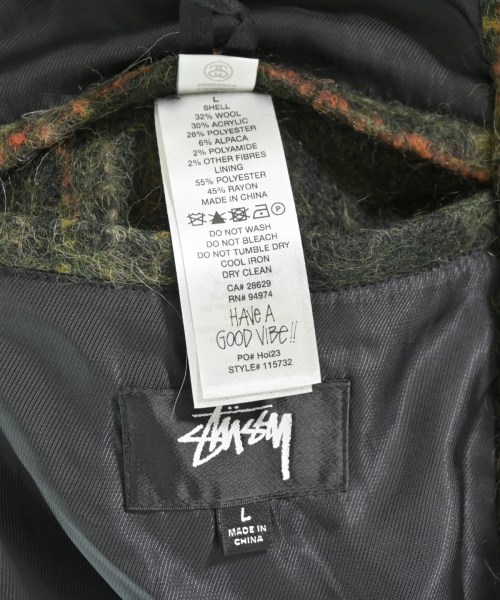 L
SHELL
32% WOOL
30% ACRYLIC
28% POLYESTER
6% ALPACA
2% POLYAMIDE
2% OTHER FIBRES
LINING
55% POLYESTER
45% RAYON
MADE IN CHINA
DO NOT WASH
DO NOT BLEACH
DO NOT TUMBLE DRY
COOL IRON
DRY CLEAN
CA# 28629
RN# 94974
HAVE A
GOOD VIBE!!
PO# Hol23
STYLE# 115732
Stüssy
L
MADE IN
CHINA